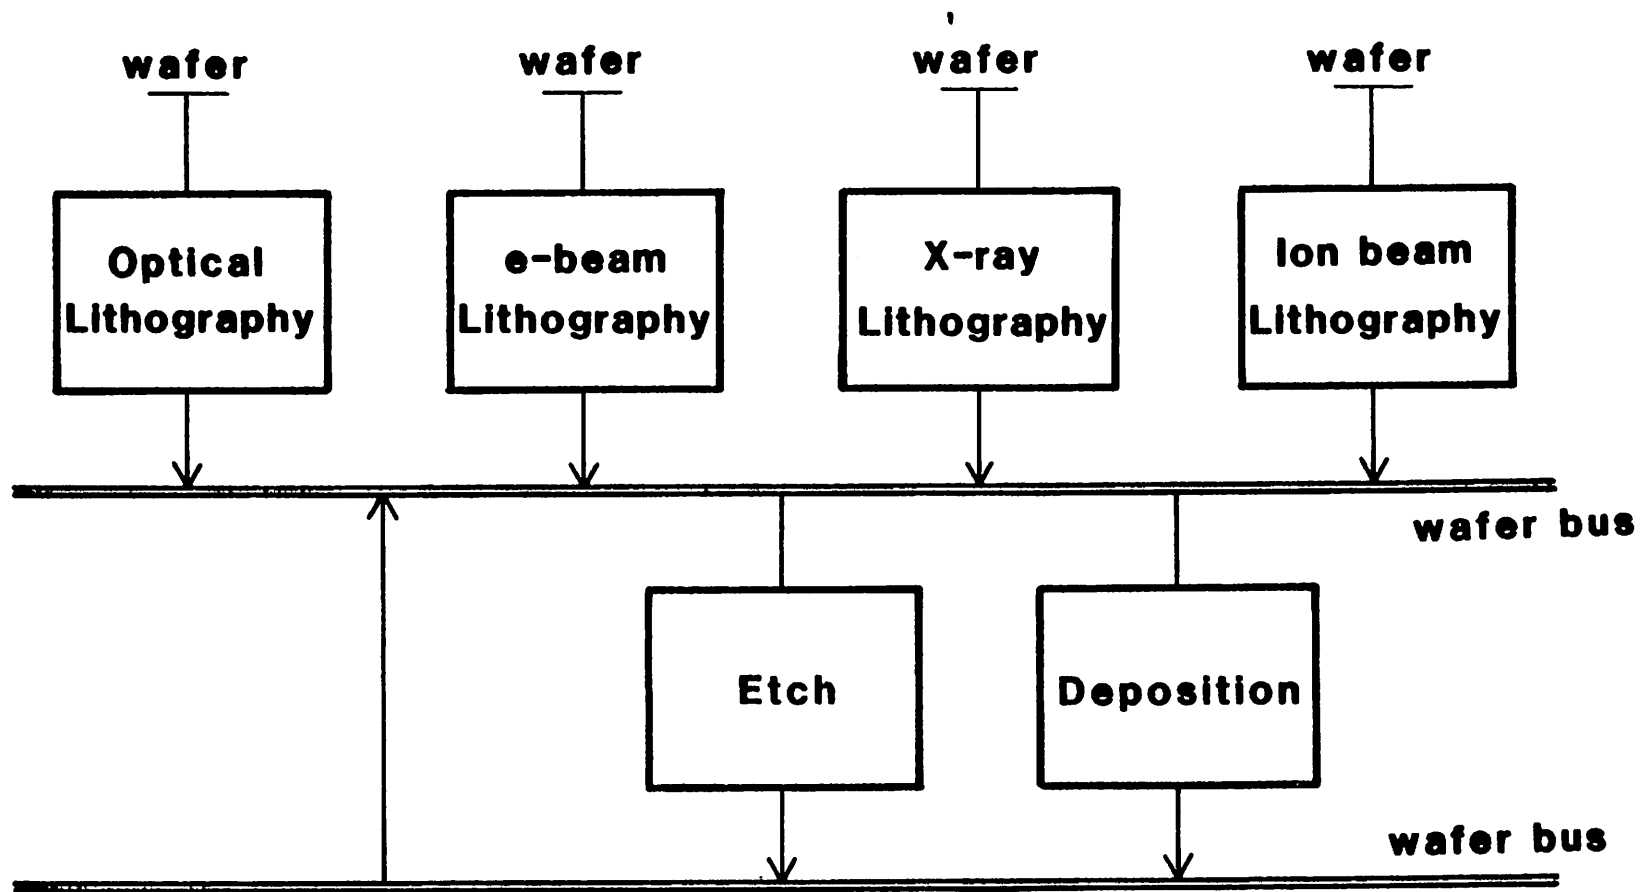 wafer
wafer
wafer
wafer
Optical
Lithography
e-beam
Lithography
X-ray
Lithography
Ion beam
Lithography
wafer bus
Etch
Deposition
wafer bus